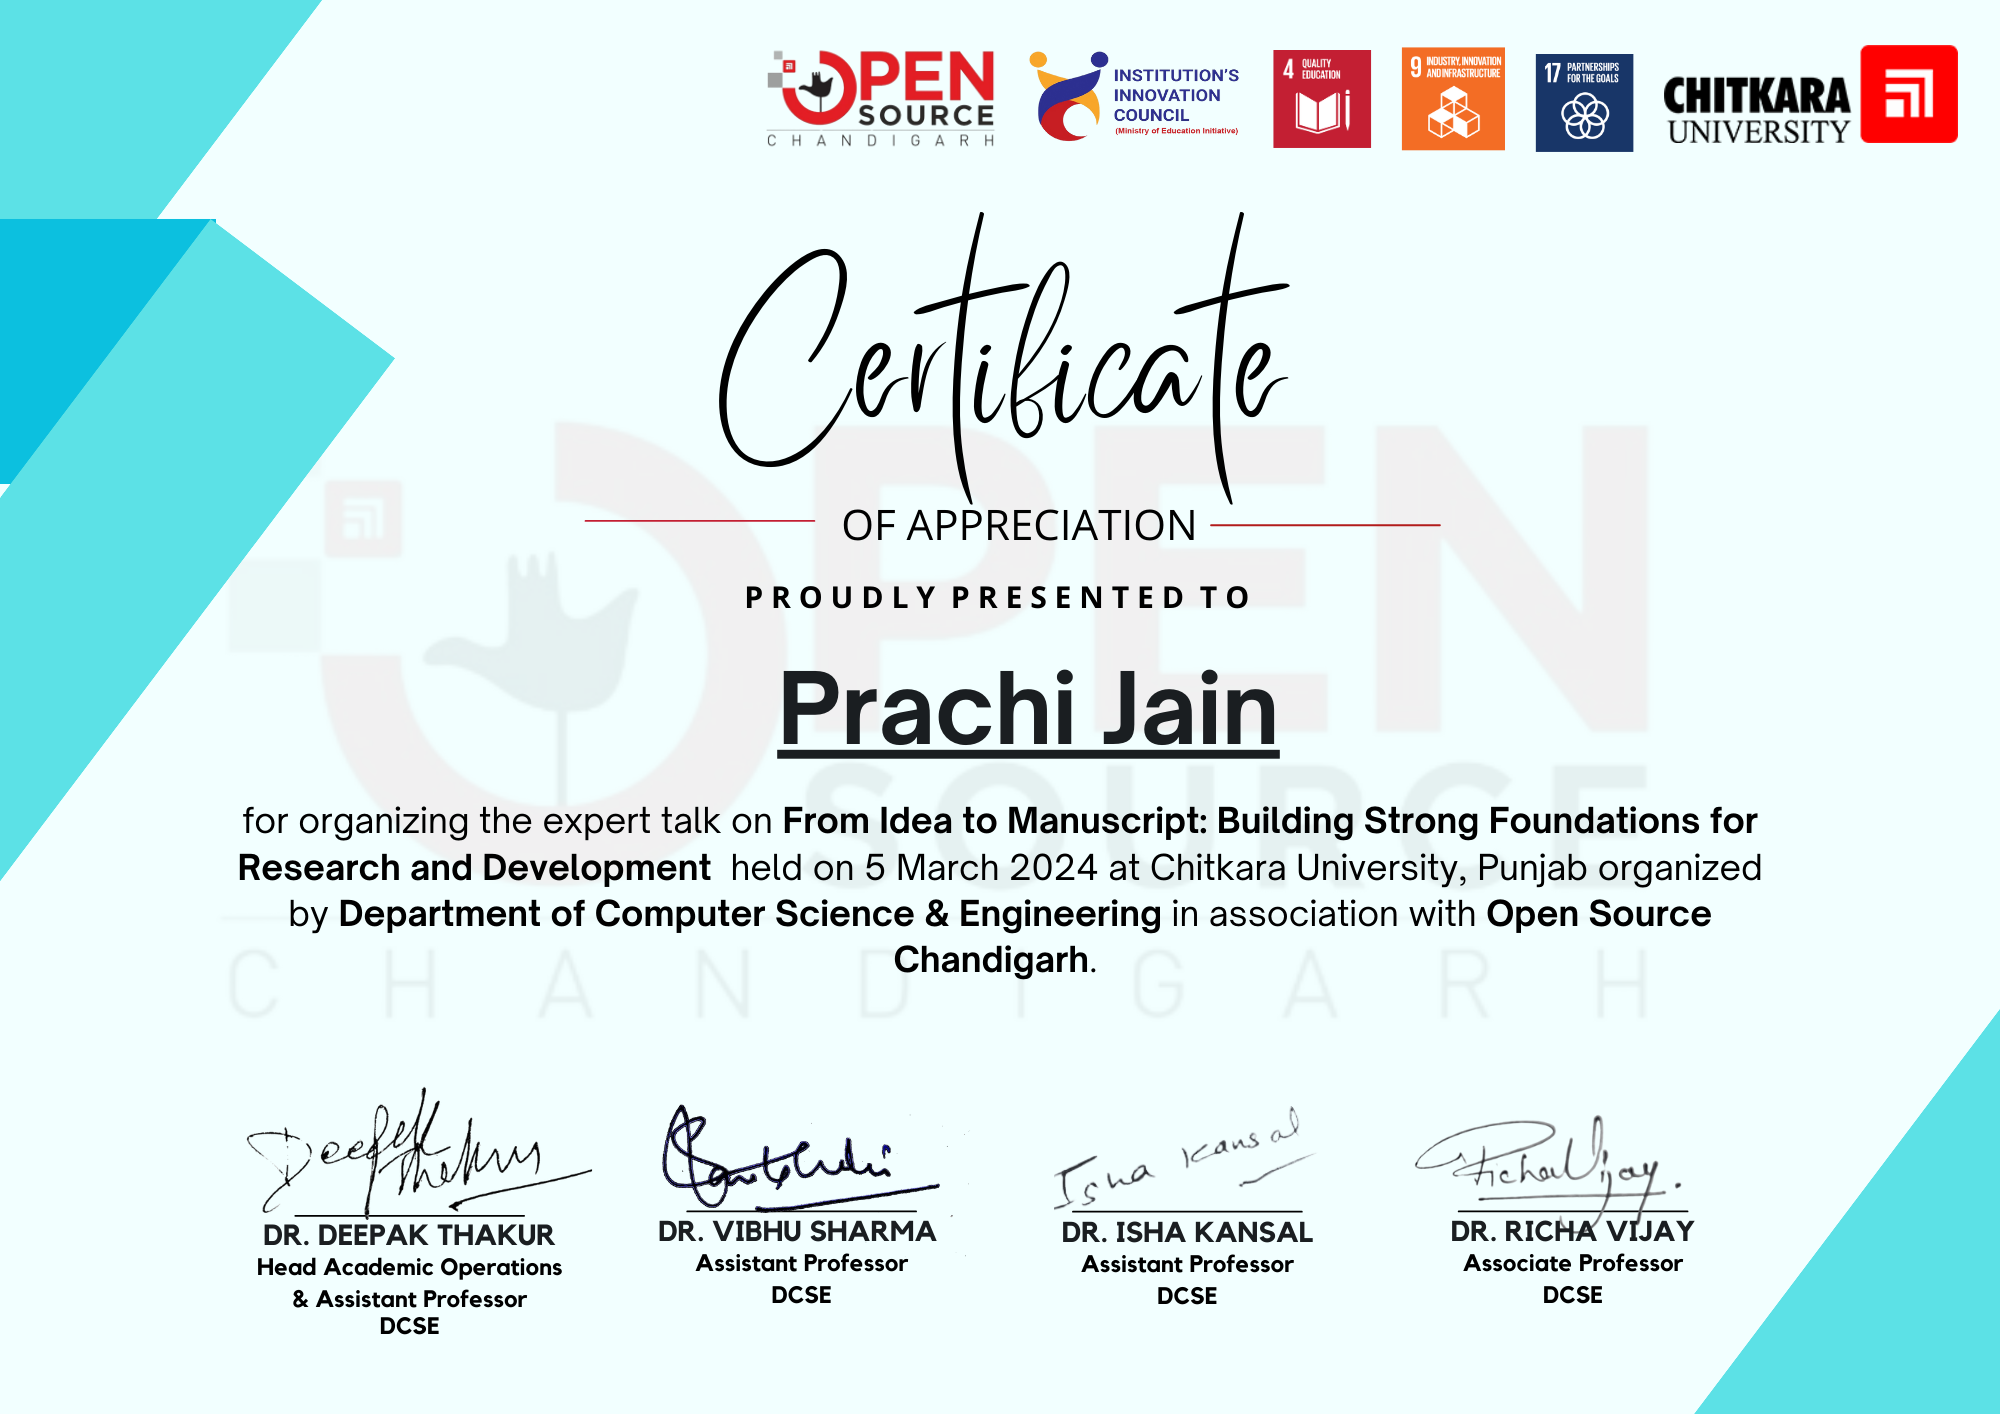 OPEN
SOURCE
CHANDIGARH
INSTITUTION'S
INNOVATION
COUNCIL
(Ministry of Education Initiative)
4 QUALITY
EDUCATION
9 INDUSTRY, INNOVATION
AND INFRASTRUCTURE
17 PARTNERSHIPS
FOR THE GOALS
CHITKARA
UNIVERSITY
Certificate
OF APPRECIATION
PROUDLY PRESENTED TO
Prachi Jain
for organizing the expert talk on From Idea to Manuscript: Building Strong Foundations for
Research and Development held on 5 March 2024 at Chitkara University, Punjab organized
by Department of Computer Science & Engineering in association with Open Source
Chandigarh.
OPEN
SOURCE
CHANDIGARH
Deepak
Thakur
Isha Kansal
Richa Vijay.
DR. DEEPAK THAKUR
Head Academic Operations
& Assistant Professor
DCSE
DR. VIBHU SHARMA
Assistant Professor
DCSE
DR. ISHA KANSAL
Assistant Professor
DCSE
DR. RICHA VIJAY
Associate Professor
DCSE